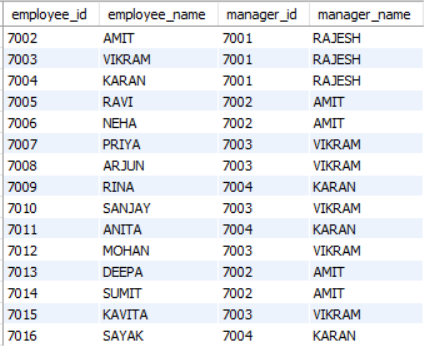 employee_id employee_name manager_id manager_name
7002 AMIT 7001 RAJESH
7003 VIKRAM 7001 RAJESH
7004 KARAN 7001 RAJESH
7005 RAVI 7002 AMIT
7006 NEHA 7002 AMIT
7007 PRIYA 7003 VIKRAM
7008 ARJUN 7003 VIKRAM
7009 RINA 7004 KARAN
7010 SANJAY 7003 VIKRAM
7011 ANITA 7004 KARAN
7012 MOHAN 7003 VIKRAM
7013 DEEPA 7002 AMIT
7014 SUMIT 7002 AMIT
7015 KAVITA 7003 VIKRAM
7016 SAYAK 7004 KARAN